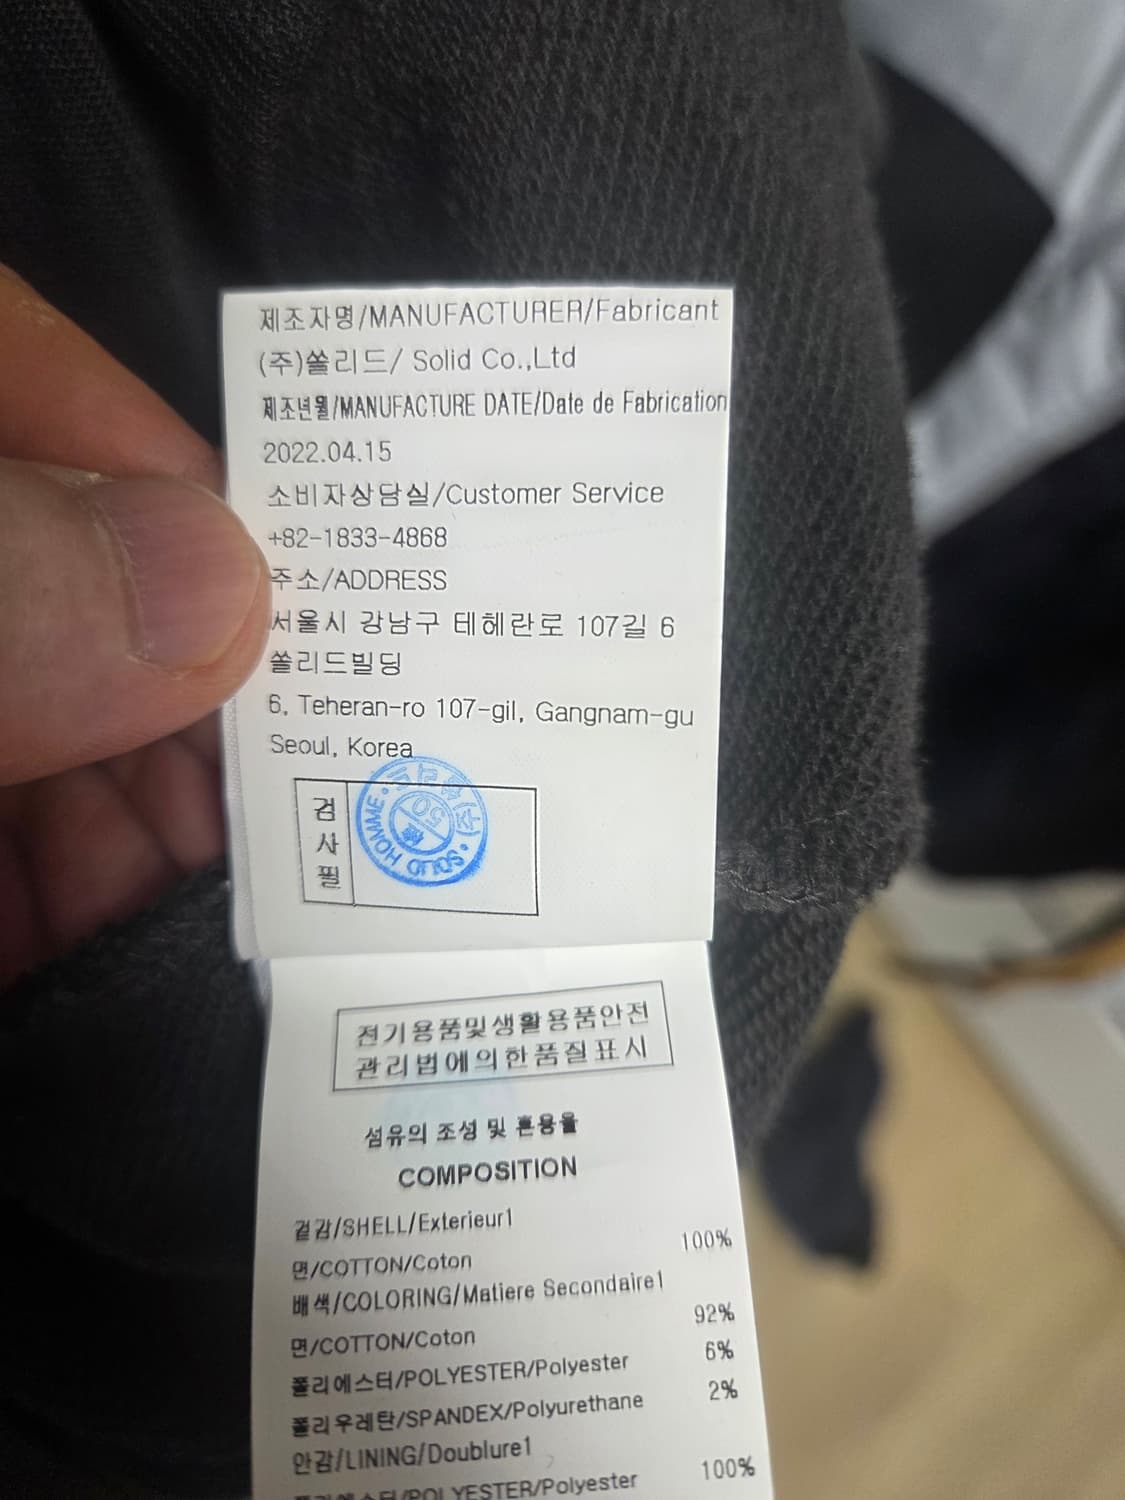 제조자명/MANUFACTURER/Fabricant
(주)쏠리드/ Solid Co.,Ltd
제조년월/MANUFACTURE DATE/Date de Fabrication
2022.04.15
소비자상담실/Customer Service
+82-1833-4868
주소/ADDRESS
서울시 강남구 테헤란로 107길 6
쏠리드빌딩
6, Teheran-ro 107-gil, Gangnam-gu
Seoul, Korea
검사필
SOLID HOMME
50
전기용품및생활용품안전
관리법에의한품질표시
섬유의 조성 및 혼용율
COMPOSITION
겉감/SHELL/Exterieur1
면/COTTON/Coton 100%
배색/COLORING/Matiere Secondaire1
면/COTTON/Coton 92%
폴리에스터/POLYESTER/Polyester 6%
폴리우레탄/SPANDEX/Polyurethane 2%
안감/LINING/Doublure1
폴리에스터/POLYESTER/Polyester 100%